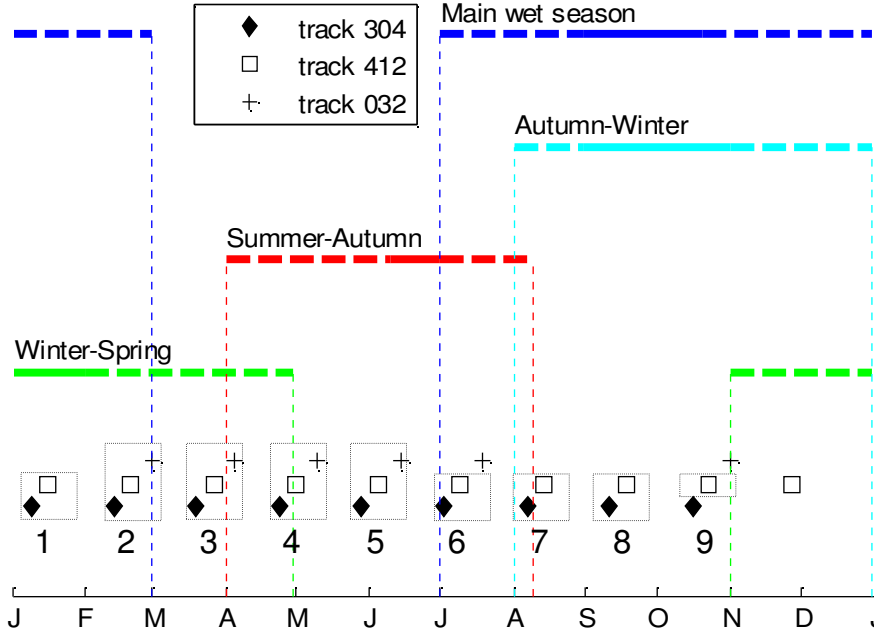 Main wet season
track 304
track 412
track 032
Autumn-Winter
Summer-Autumn
Winter-Spring
1 2 3 4 5 6 7 8 9
J F M A M J J A S O N D J